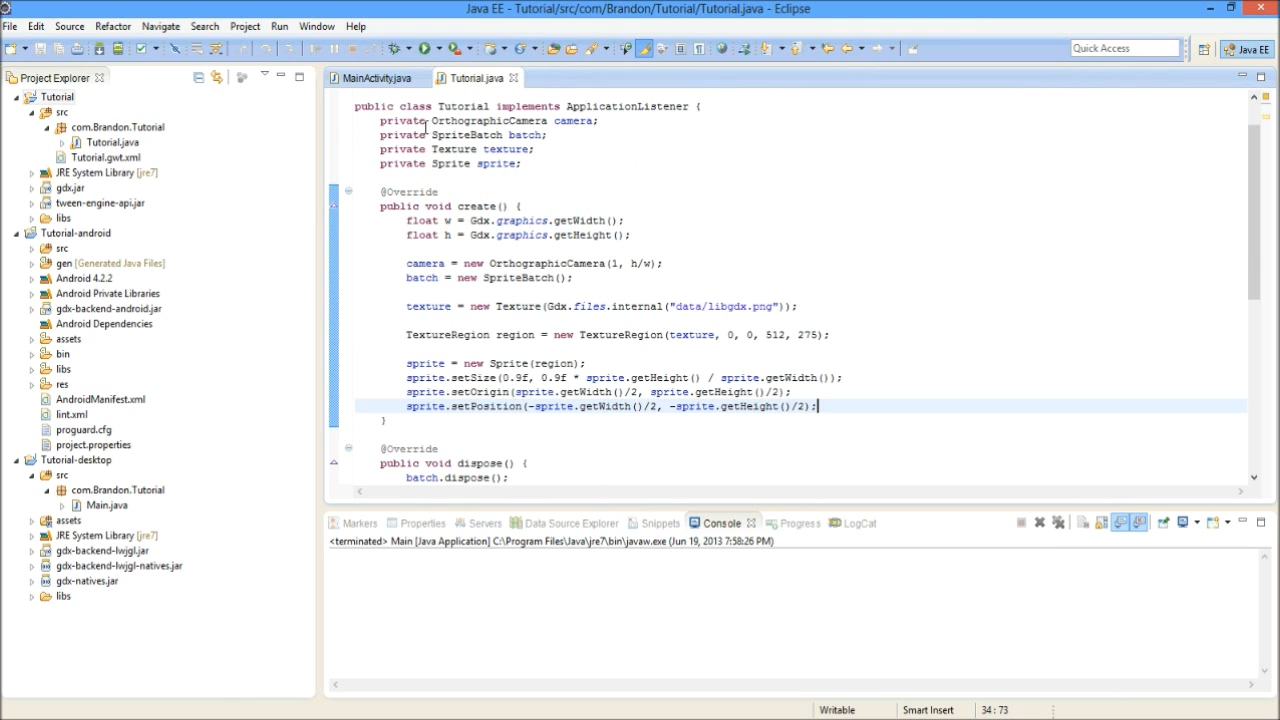 Java EE - Tutorial/src/com/Brandon/Tutorial/Tutorial.java - Eclipse
File Edit Source Refactor Navigate Search Project Run Window Help
Quick Access
Java EE
Project Explorer
Tutorial
src
com.Brandon.Tutorial
Tutorial.java
Tutorial.gwt.xml
JRE System Library [jre7]
gdx.jar
tween-engine-api.jar
libs
Tutorial-android
src
gen [Generated Java Files]
Android 4.2.2
Android Private Libraries
gdx-backend-android.jar
Android Dependencies
assets
bin
libs
res
AndroidManifest.xml
lint.xml
proguard.cfg
project.properties
Tutorial-desktop
src
com.Brandon.Tutorial
Main.java
assets
JRE System Library [jre7]
gdx-backend-lwjgl.jar
gdx-backend-lwjgl-natives.jar
gdx-natives.jar
libs
MainActivity.java Tutorial.java
public class Tutorial implements ApplicationListener {
private OrthographicCamera camera;
private SpriteBatch batch;
private Texture texture;
private Sprite sprite;
@Override
public void create() {
float w = Gdx.graphics.getWidth();
float h = Gdx.graphics.getHeight();
camera = new OrthographicCamera(1, h/w);
batch = new SpriteBatch();
texture = new Texture(Gdx.files.internal("data/libgdx.png"));
TextureRegion region = new TextureRegion(texture, 0, 0, 512, 275);
sprite = new Sprite(region);
sprite.setSize(0.9f, 0.9f * sprite.getHeight() / sprite.getWidth());
sprite.setOrigin(sprite.getWidth()/2, sprite.getHeight()/2);
sprite.setPosition(-sprite.getWidth()/2, -sprite.getHeight()/2);
}
@Override
public void dispose() {
batch.dispose();
Markers Properties Servers Data Source Explorer Snippets Console Progress LogCat
<terminated> Main [Java Application] C:\Program Files\Java\jre7\bin\javaw.exe (Jun 19, 2013 7:58:26 PM)
Writable Smart Insert 34 : 73